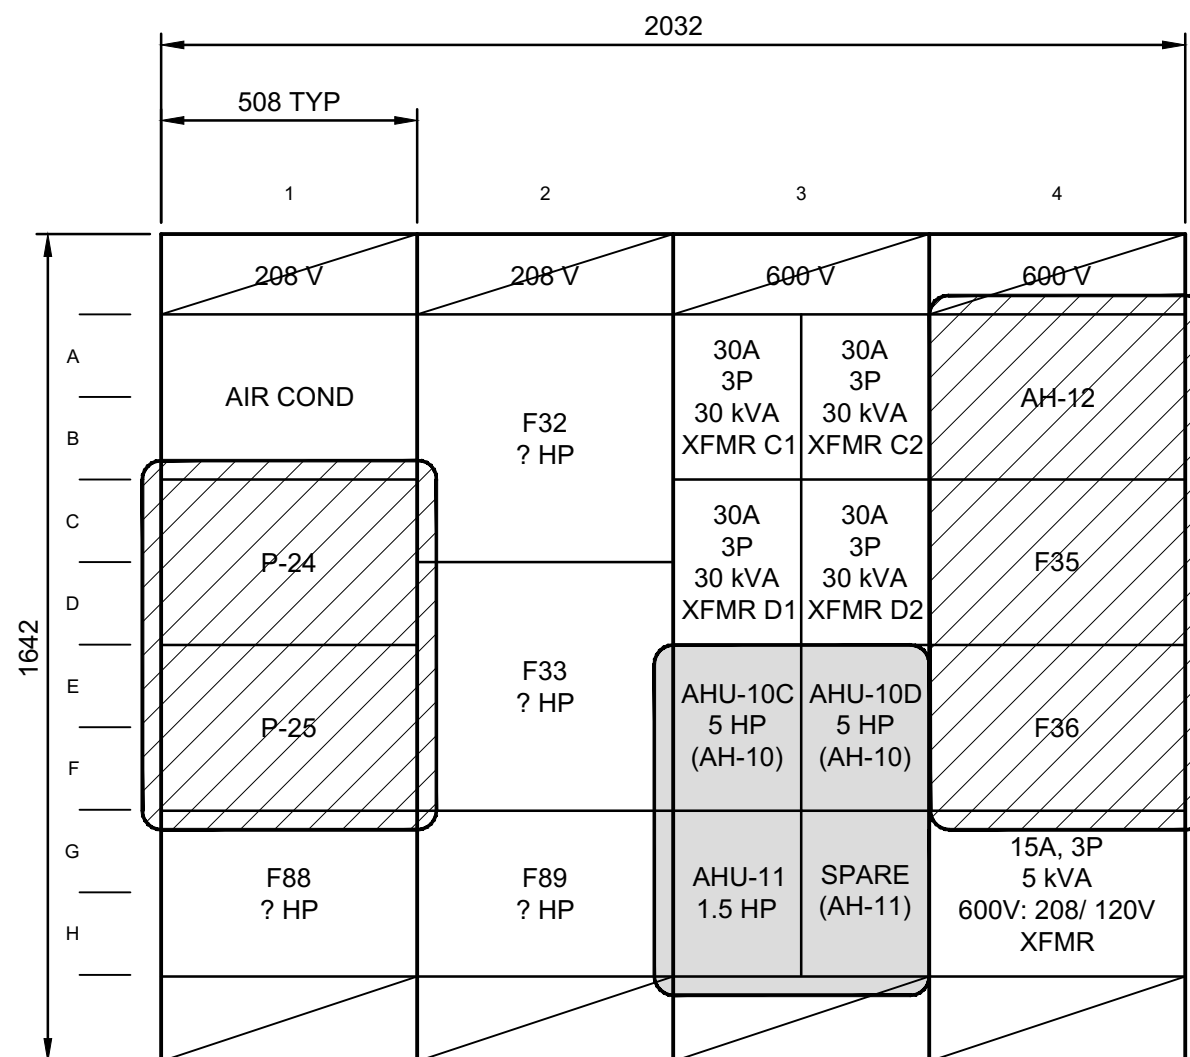 2032
508 TYP
1
2
3
4
208 V
208 V
600 V
600 V
1642
A
B
C
D
E
F
G
H
AIR COND
P-24
P-25
F88
? HP
F32
? HP
F33
? HP
F89
? HP
30A
3P
30 kVA
XFMR C1
30A
3P
30 kVA
XFMR C2
30A
3P
30 kVA
XFMR D1
30A
3P
30 kVA
XFMR D2
AHU-10C
5 HP
(AH-10)
AHU-10D
5 HP
(AH-10)
AHU-11
1.5 HP
SPARE
(AH-11)
AH-12
F35
F36
15A, 3P
5 kVA
600V: 208/ 120V
XFMR